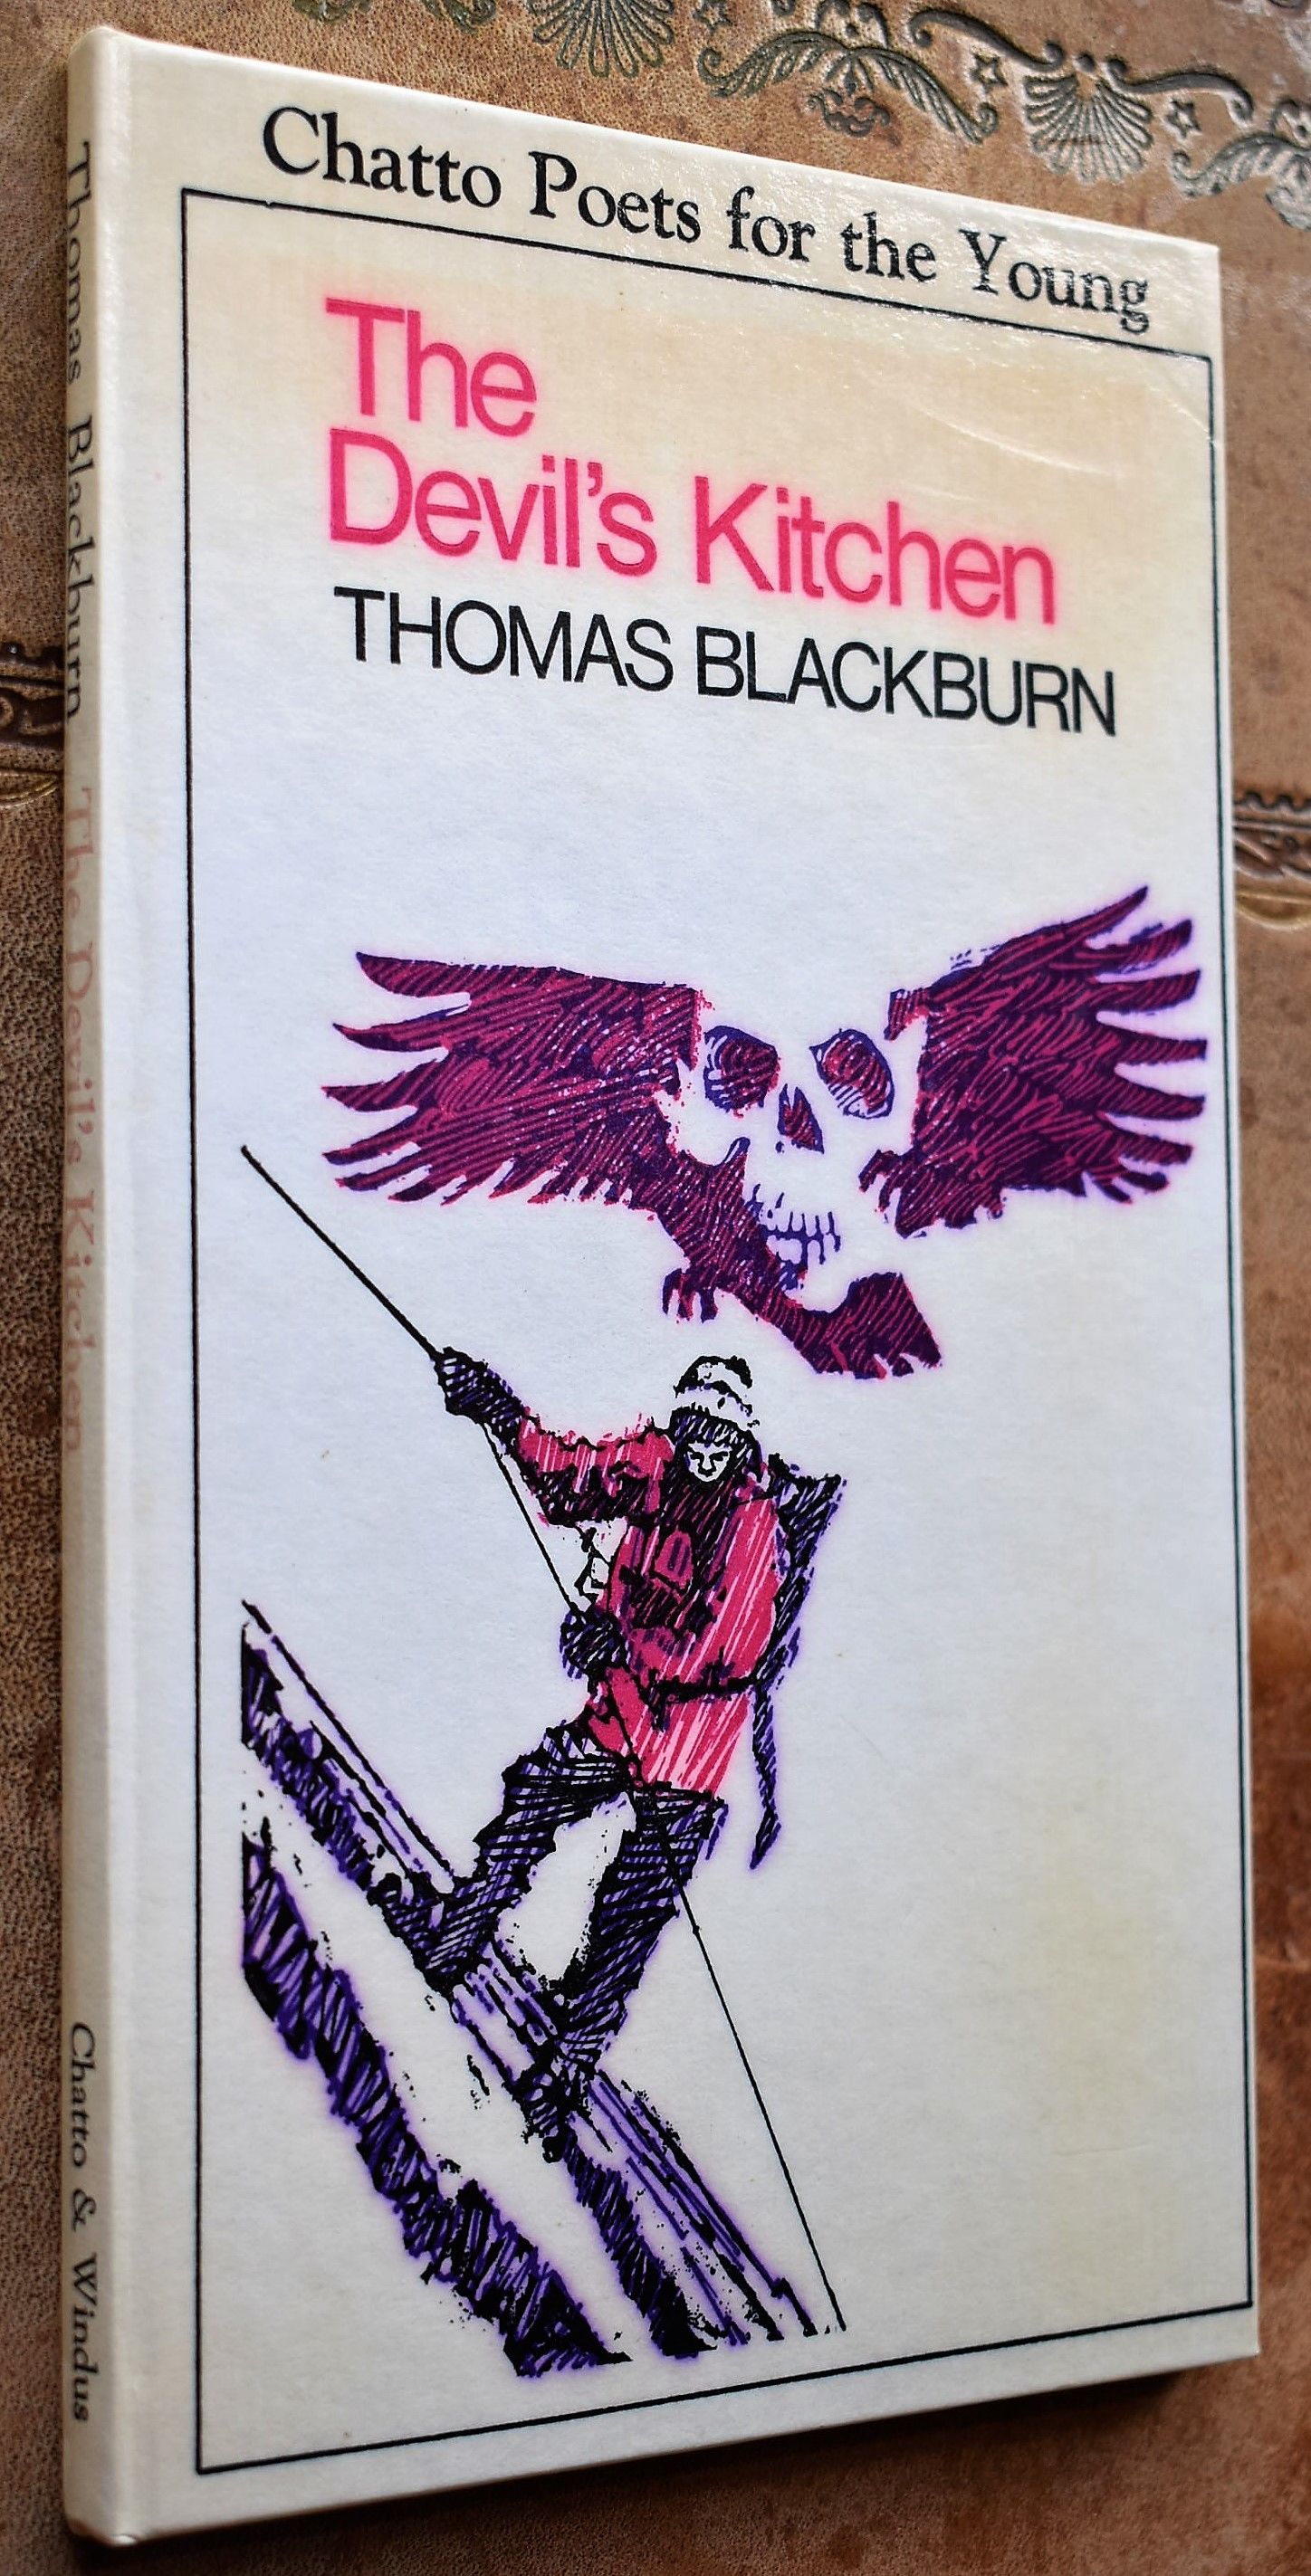 Chatto Poets for the Young
The
Devil's Kitchen
THOMAS BLACKBURN
Thomas Blackburn The Devil's Kitchen Chatto & Windus